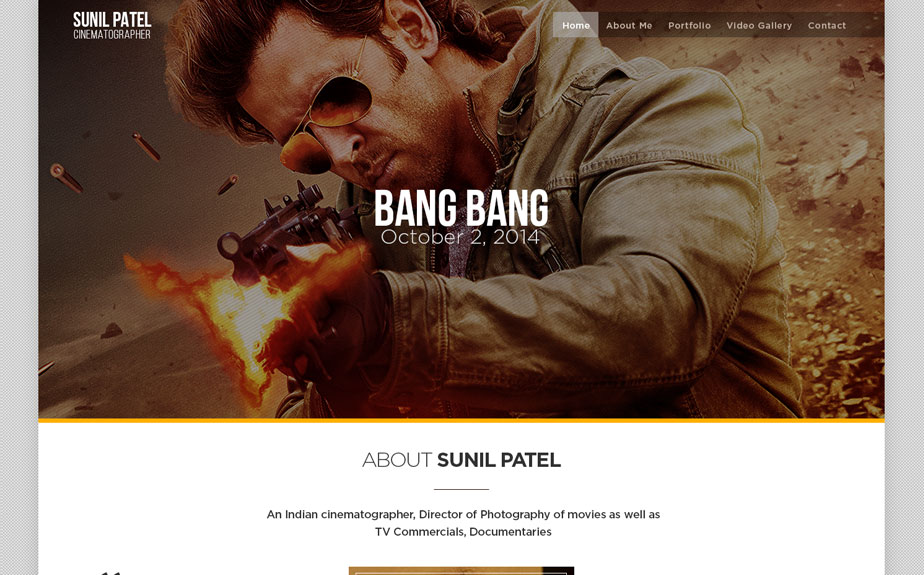 SUNIL PATEL
CINEMATOGRAPHER
Home About Me Portfolio Video Gallery Contact
BANG BANG
October 2, 2014
ABOUT SUNIL PATEL
An Indian cinematographer, Director of Photography of movies as well as
TV Commercials, Documentaries